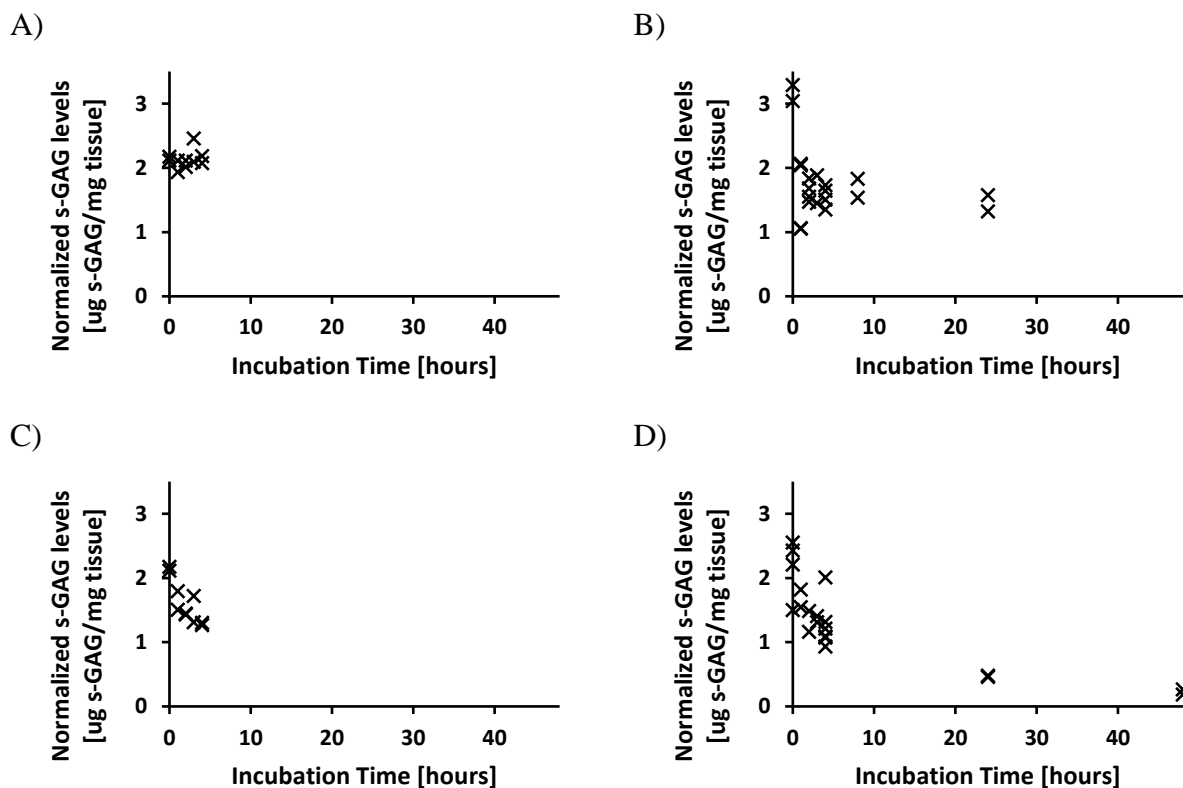 A)
Normalized s-GAG levels
[ug s-GAG/mg tissue]
3
2
1
0
0 10 20 30 40
Incubation Time [hours]
B)
Normalized s-GAG levels
[ug s-GAG/mg tissue]
3
2
1
0
0 10 20 30 40
Incubation Time [hours]
C)
Normalized s-GAG levels
[ug s-GAG/mg tissue]
3
2
1
0
0 10 20 30 40
Incubation Time [hours]
D)
Normalized s-GAG levels
[ug s-GAG/mg tissue]
3
2
1
0
0 10 20 30 40
Incubation Time [hours]